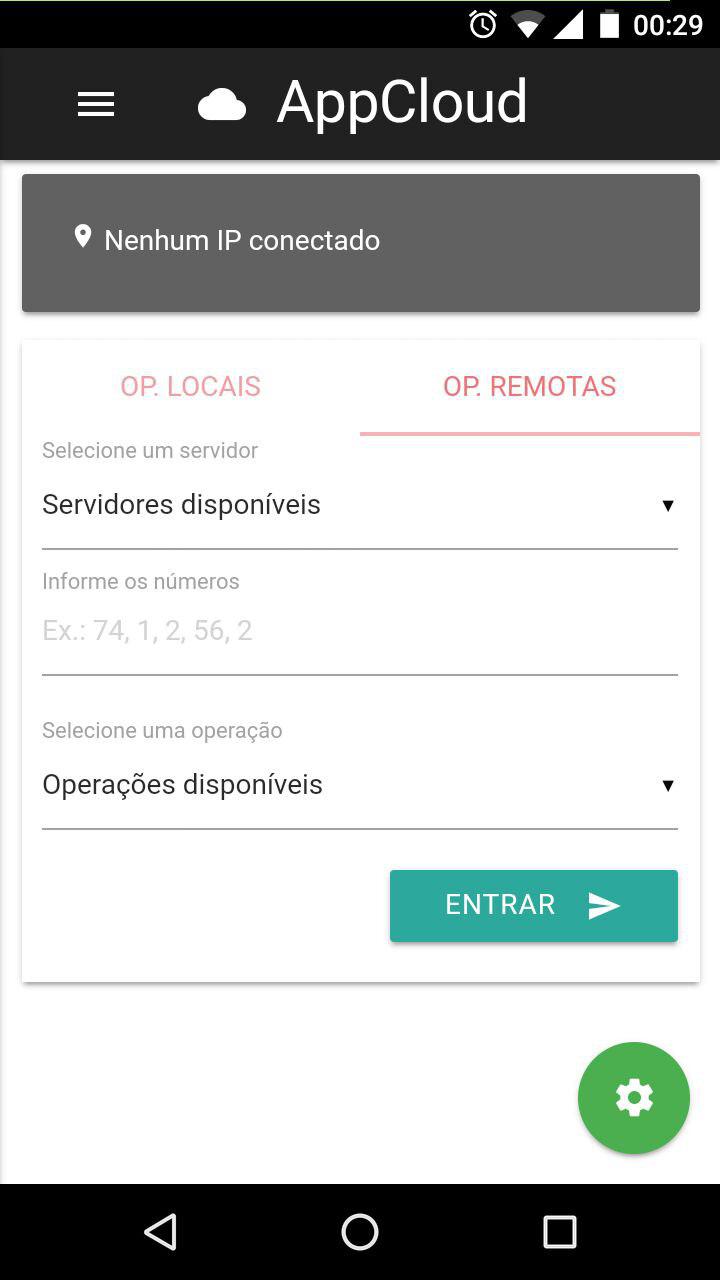 00:29
AppCloud
Nenhum IP conectado
OP. LOCAIS OP. REMOTAS
Selecione um servidor
Servidores disponíveis
Informe os números
Ex.: 74, 1, 2, 56, 2
Selecione uma operação
Operações disponíveis
ENTRAR